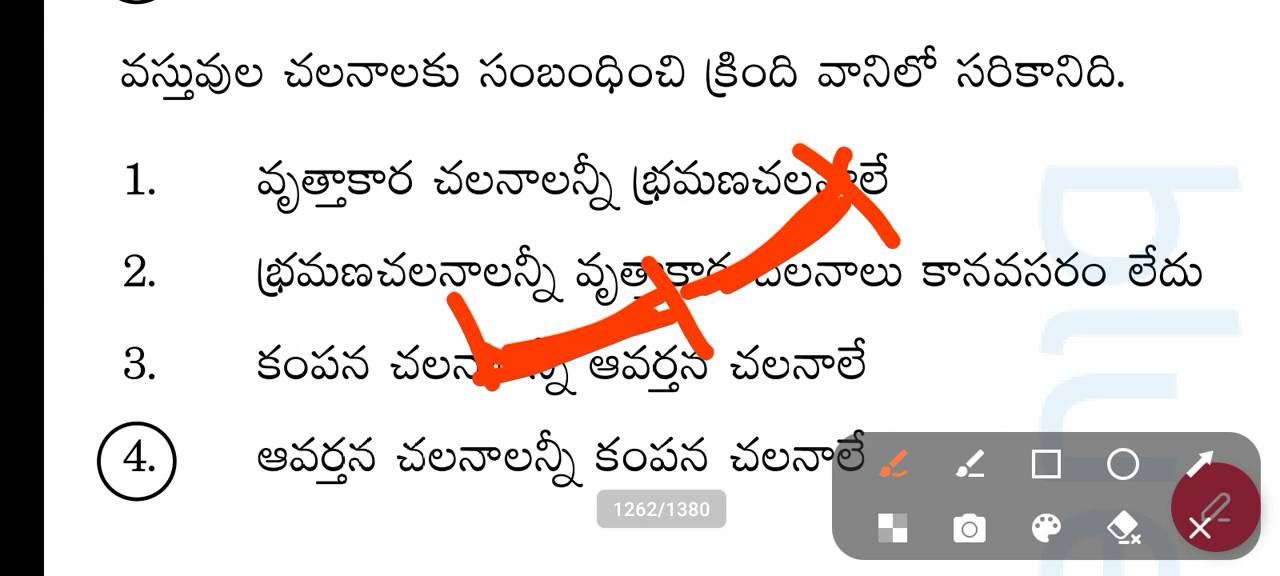 వస్తువుల చలనాలకు సంబంధించి క్రింది వానిలో సరికానిది.
1. వృత్తాకార చలనాలన్నీ భ్రమణచలనాలే
2. భ్రమణచలనాలన్నీ వృత్తాకార చలనాలు కానవసరం లేదు
3. కంపన చలనాలన్నీ ఆవర్తన చలనాలే
4. ఆవర్తన చలనాలన్నీ కంపన చలనాలే
1262/1380